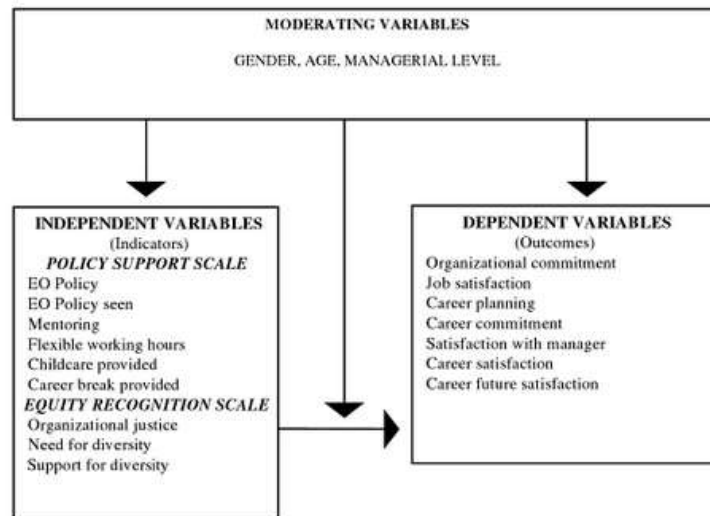 MODERATING VARIABLES
GENDER, AGE, MANAGERIAL LEVEL
INDEPENDENT VARIABLES
(Indicators)
POLICY SUPPORT SCALE
EO Policy
EO Policy seen
Mentoring
Flexible working hours
Childcare provided
Career break provided
EQUITY RECOGNITION SCALE
Organizational justice
Need for diversity
Support for diversity
DEPENDENT VARIABLES
(Outcomes)
Organizational commitment
Job satisfaction
Career planning
Career commitment
Satisfaction with manager
Career satisfaction
Career future satisfaction